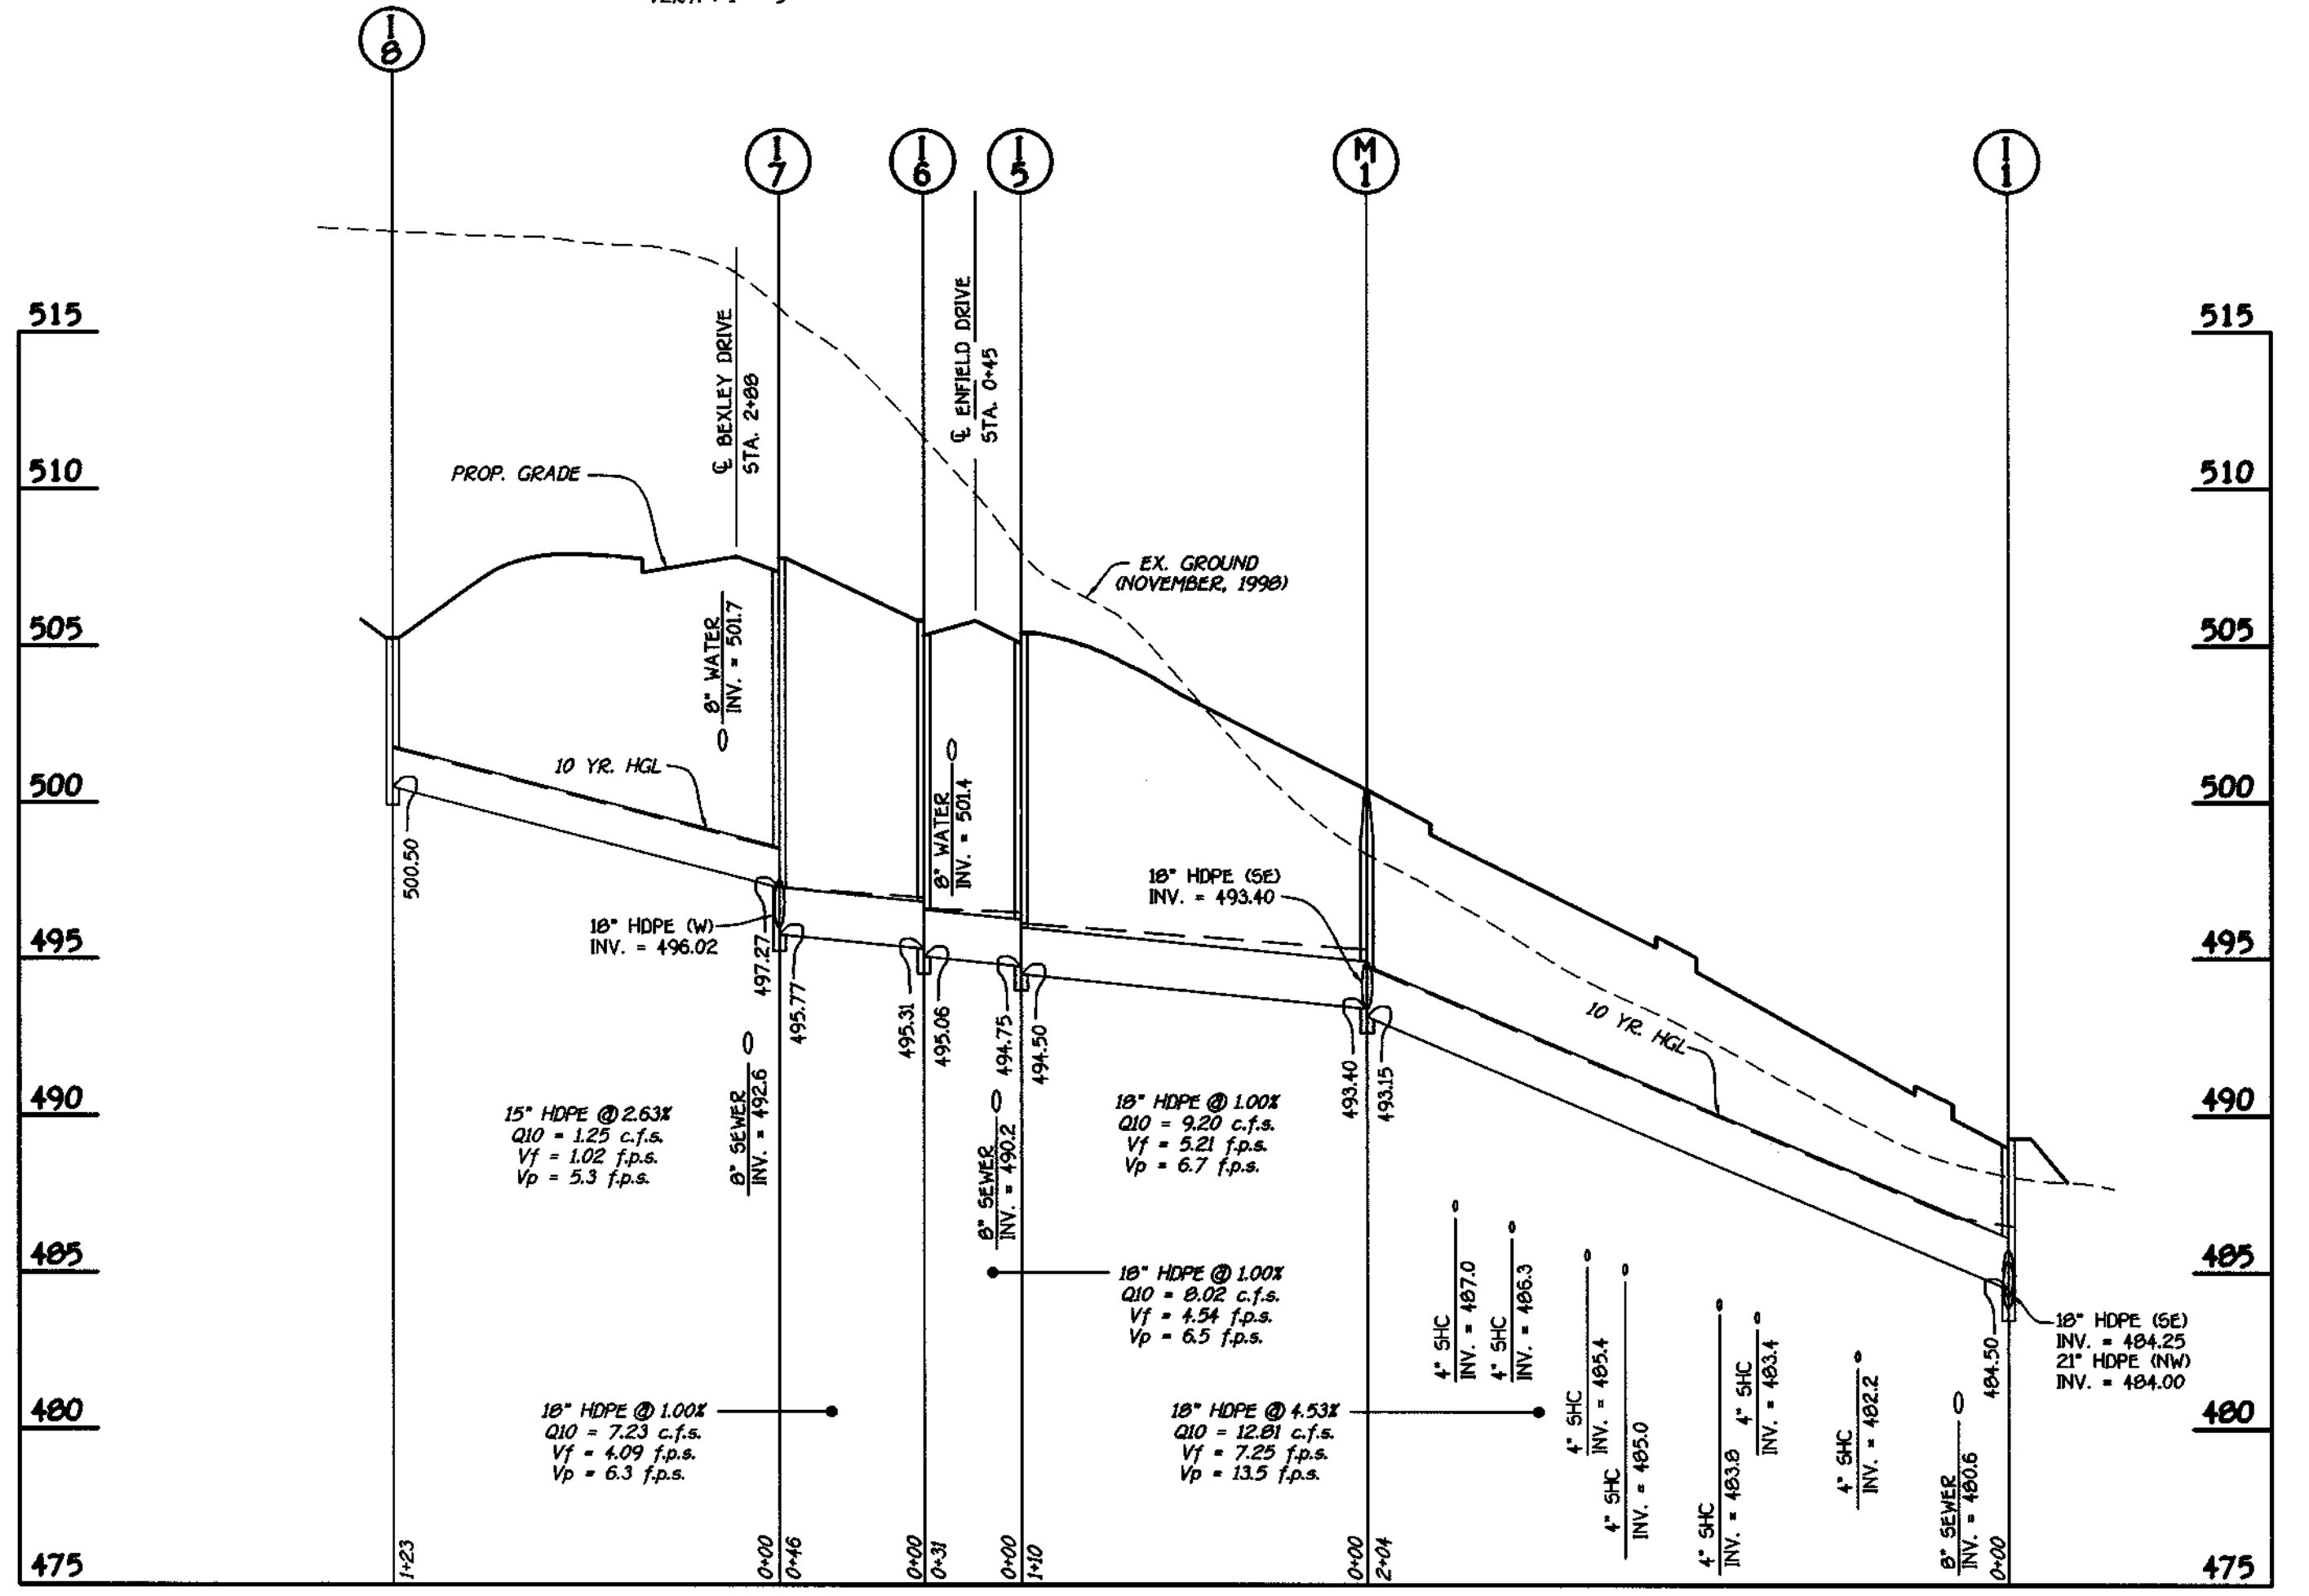 I
8
I
7
I
6
I
5
M
1
I
1
515
510
505
500
495
490
485
480
475
515
510
505
500
495
490
485
480
475
PROP. GRADE
℄ BEXLEY DRIVE
STA. 2+88
℄ ENFIELD DRIVE
STA. 0+45
EX. GROUND
(NOVEMBER, 1998)
8" WATER
INV. = 501.7
10 YR. HGL
8" WATER
INV. = 501.4
500.50
18" HDPE (W)
INV. = 496.02
497.27
495.77
495.31
495.06
494.75
494.50
18" HDPE (SE)
INV. = 493.40
493.40
493.15
10 YR. HGL
8" SEWER
INV. = 492.6
8" SEWER
INV. = 490.2
15" HDPE @ 2.63%
Q10 = 1.25 c.f.s.
Vf = 1.02 f.p.s.
Vp = 5.3 f.p.s.
18" HDPE @ 1.00%
Q10 = 9.20 c.f.s.
Vf = 5.21 f.p.s.
Vp = 6.7 f.p.s.
18" HDPE @ 1.00%
Q10 = 8.02 c.f.s.
Vf = 4.54 f.p.s.
Vp = 6.5 f.p.s.
18" HDPE @ 1.00%
Q10 = 7.23 c.f.s.
Vf = 4.09 f.p.s.
Vp = 6.3 f.p.s.
18" HDPE @ 4.53%
Q10 = 12.81 c.f.s.
Vf = 7.25 f.p.s.
Vp = 13.5 f.p.s.
4" SHC
INV. = 487.0
4" SHC
INV. = 486.3
4" SHC
INV. = 485.4
4" SHC
INV. = 485.0
4" SHC
INV. = 483.8
4" SHC
INV. = 483.4
4" SHC
INV. = 482.2
8" SEWER
INV. = 480.6
484.50
18" HDPE (SE)
INV. = 484.25
21" HDPE (NW)
INV. = 484.00
1+23
0+00
0+46
0+00
0+31
0+00
1+10
0+00
2+04
0+00